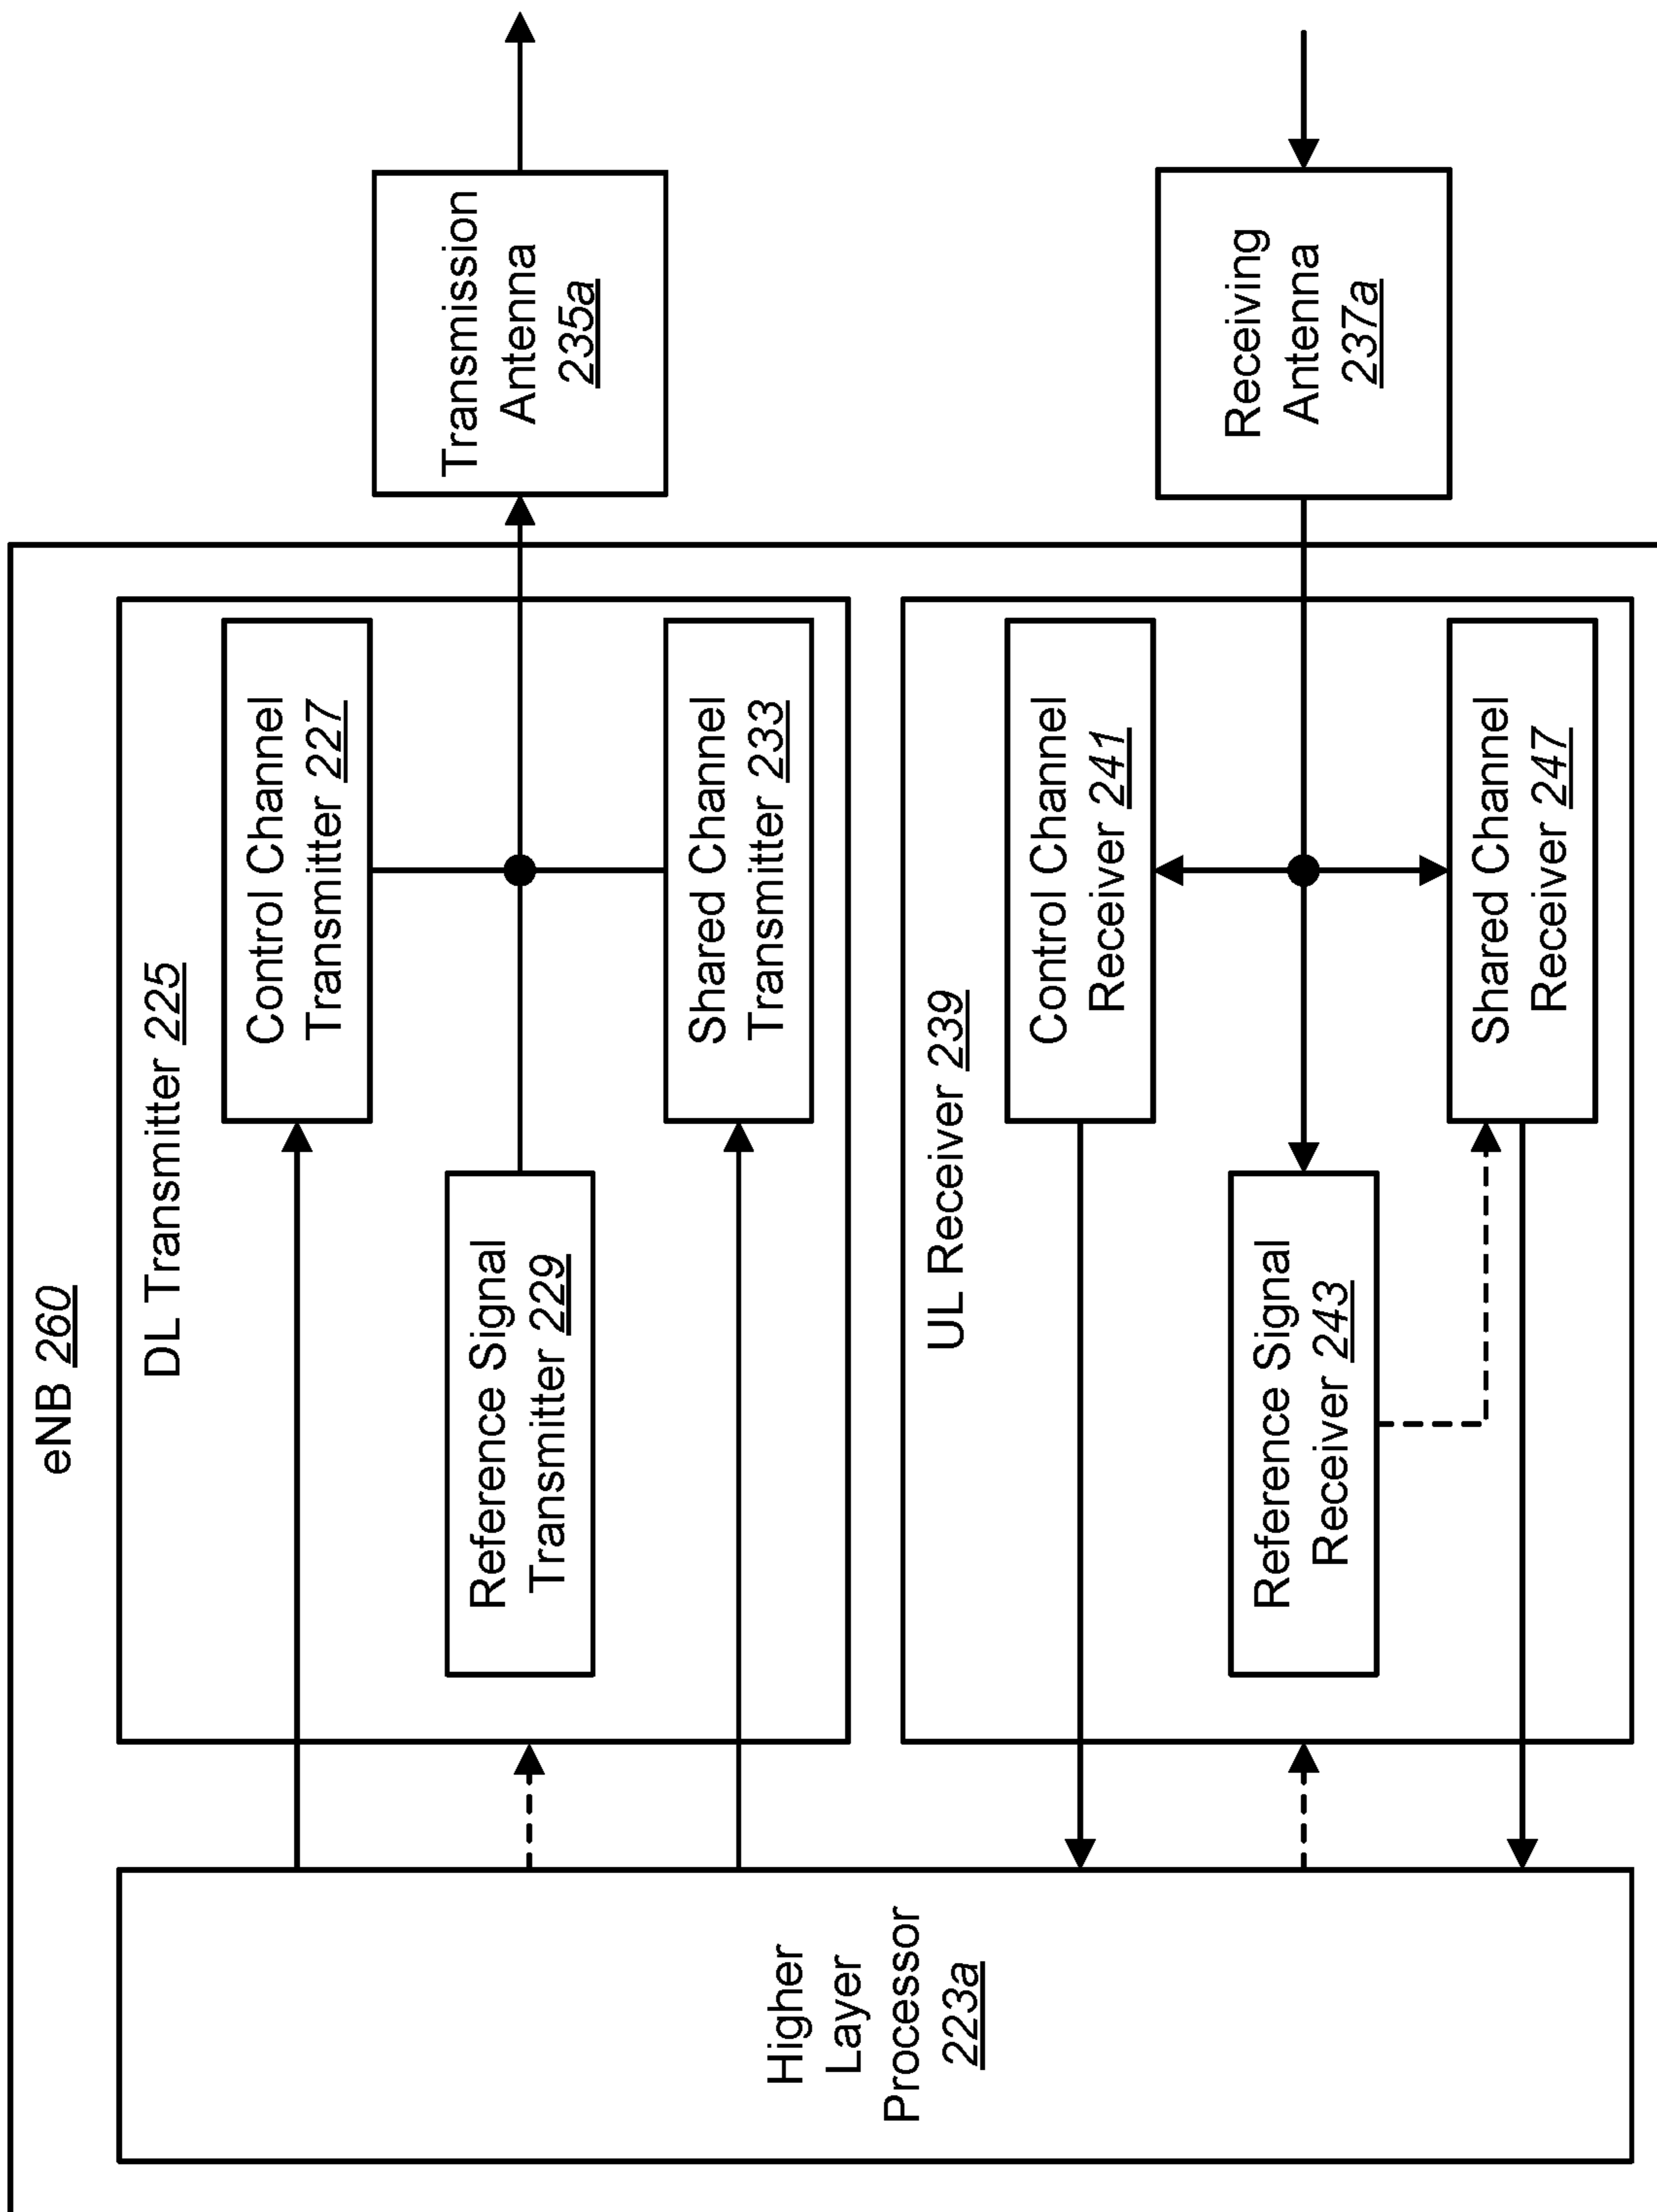 eNB 260
Higher
Layer
Processor
223a
DL Transmitter 225
Control Channel
Transmitter 227
Reference Signal
Transmitter 229
Shared Channel
Transmitter 233
Transmission
Antenna
235a
UL Receiver 239
Control Channel
Receiver 241
Reference Signal
Receiver 243
Shared Channel
Receiver 247
Receiving
Antenna
237a